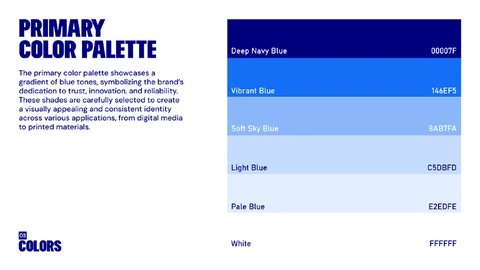 PRIMARY
COLOR PALETTE
The primary color palette showcases a
gradient of blue tones, symbolizing the brand's
dedication to trust, innovation, and reliability.
These shades are carefully selected to create
a visually appealing and consistent identity
across various applications, from digital media
to printed materials.
Deep Navy Blue 00007F
Vibrant Blue 146EF5
Soft Sky Blue 8AB7FA
Light Blue C5DBFD
Pale Blue E2EDFE
White FFFFFF
03
COLORS